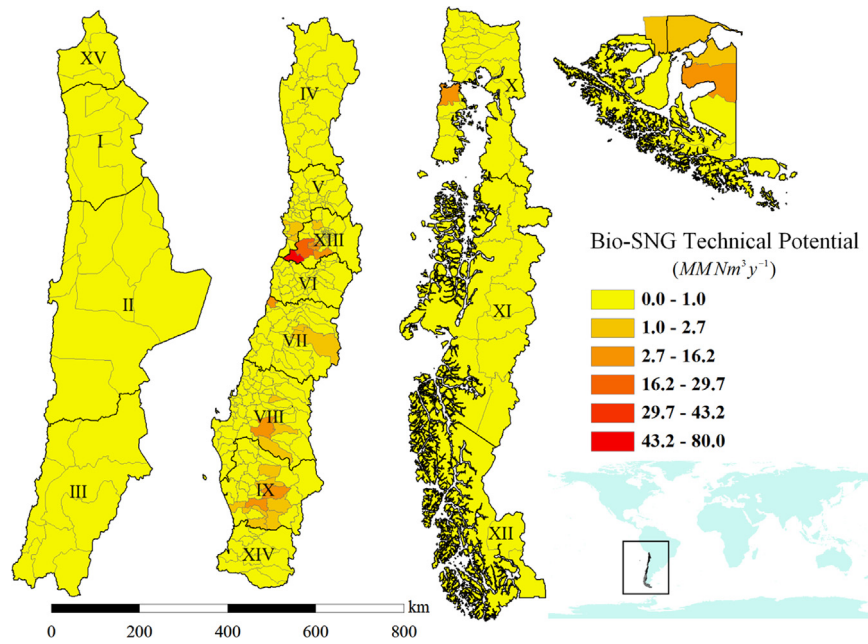 XV
I
II
III
IV
V
XIII
VI
VII
VIII
IX
XIV
X
XI
XII
Bio-SNG Technical Potential
(MM Nm³ y⁻¹)
0.0 - 1.0
1.0 - 2.7
2.7 - 16.2
16.2 - 29.7
29.7 - 43.2
43.2 - 80.0
km
0 200 400 600 800